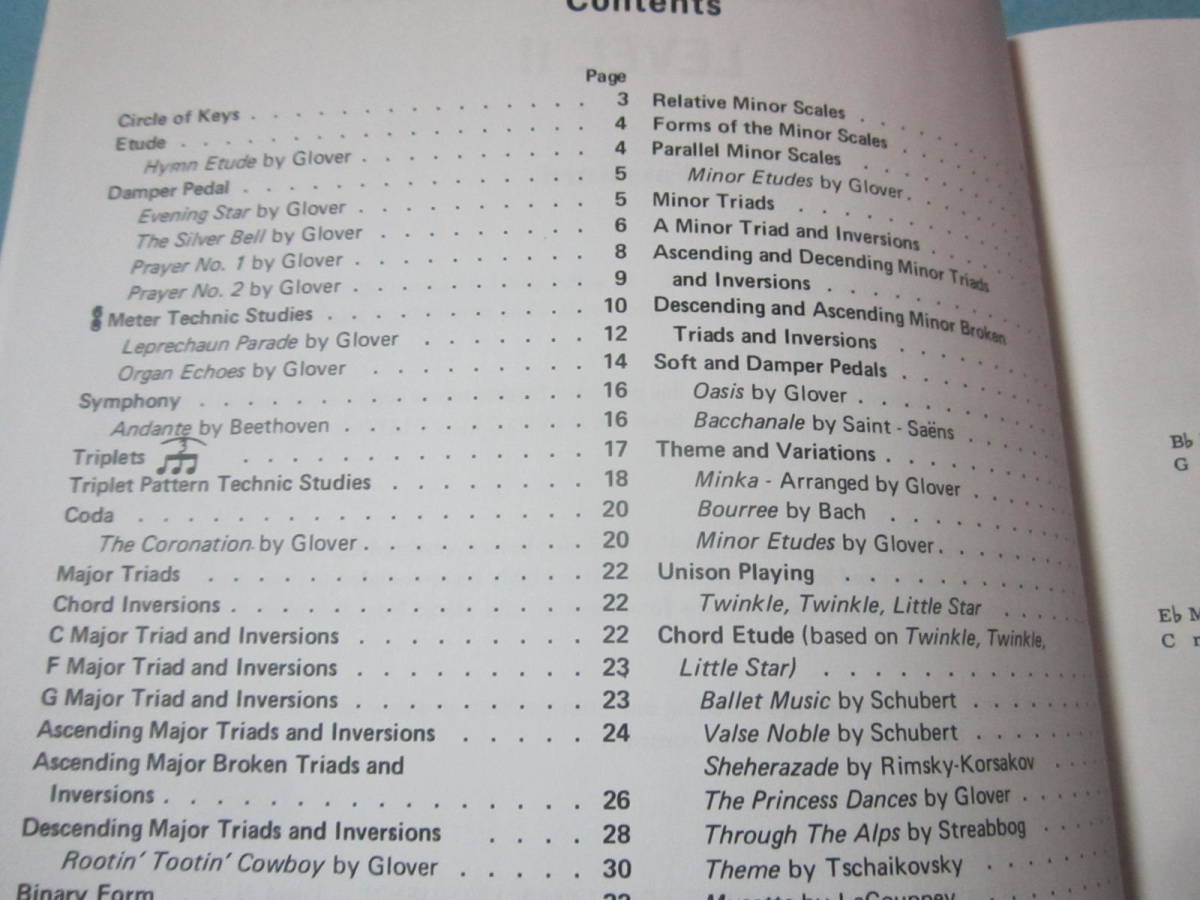 Contents
LEVEL II
Page
Circle of Keys . . . . . . . . . . . . . 3
Etude . . . . . . . . . . . . . . . 4
Hymn Etude by Glover . . . . . . . . . . 4
Damper Pedal . . . . . . . . . . . . . 5
Evening Star by Glover . . . . . . . . . . 5
The Silver Bell by Glover . . . . . . . . . 6
Prayer No. 1 by Glover . . . . . . . . . . 8
Prayer No. 2 by Glover . . . . . . . . . . 9
6/8 Meter Technic Studies . . . . . . . . . . . 10
Leprechaun Parade by Glover . . . . . . . 12
Organ Echoes by Glover . . . . . . . . . 14
Symphony . . . . . . . . . . . . . . . 16
Andante by Beethoven . . . . . . . . . . 16
Triplets 3 . . . . . . . . . . . . . . 17
Triplet Pattern Technic Studies . . . . . . . . 18
Coda . . . . . . . . . . . . . . . . . 20
The Coronation by Glover . . . . . . . . . 20
Major Triads . . . . . . . . . . . . . . . 22
Chord Inversions . . . . . . . . . . . . . . 22
C Major Triad and Inversions . . . . . . . . . 22
F Major Triad and Inversions . . . . . . . . . 23
G Major Triad and Inversions . . . . . . . . . 23
Ascending Major Triads and Inversions . . . . . 24
Ascending Major Broken Triads and
Inversions . . . . . . . . . . . . . . . 26
Descending Major Triads and Inversions . . . . 28
Rootin' Tootin' Cowboy by Glover . . . . . 30
Binary Form
Relative Minor Scales . . . . . . .
Forms of the Minor Scales . . . . .
Parallel Minor Scales . . . . . . .
Minor Etudes by Glover . . . . .
Minor Triads . . . . . . . . .
A Minor Triad and Inversions . . . .
Ascending and Decending Minor Triads
and Inversions . . . . . . . . .
Descending and Ascending Minor Broken
Triads and Inversions . . . . . .
Soft and Damper Pedals . . . . . .
Oasis by Glover . . . . . . . .
Bacchanale by Saint - Saëns . . . .
Theme and Variations . . . . . . .
Minka - Arranged by Glover . . . .
Bourree by Bach . . . . . . .
Minor Etudes by Glover . . . . .
Unison Playing . . . . . . . . .
Twinkle, Twinkle, Little Star . . . .
Chord Etude (based on Twinkle, Twinkle,
Little Star) . . . . . . . . . .
Ballet Music by Schubert . . . . .
Valse Noble by Schubert . . . . .
Sheherazade by Rimsky-Korsakov . .
The Princess Dances by Glover . . . .
Through The Alps by Streabbog . . .
Theme by Tschaikovsky . . . . .
B♭
G
E♭ M
C